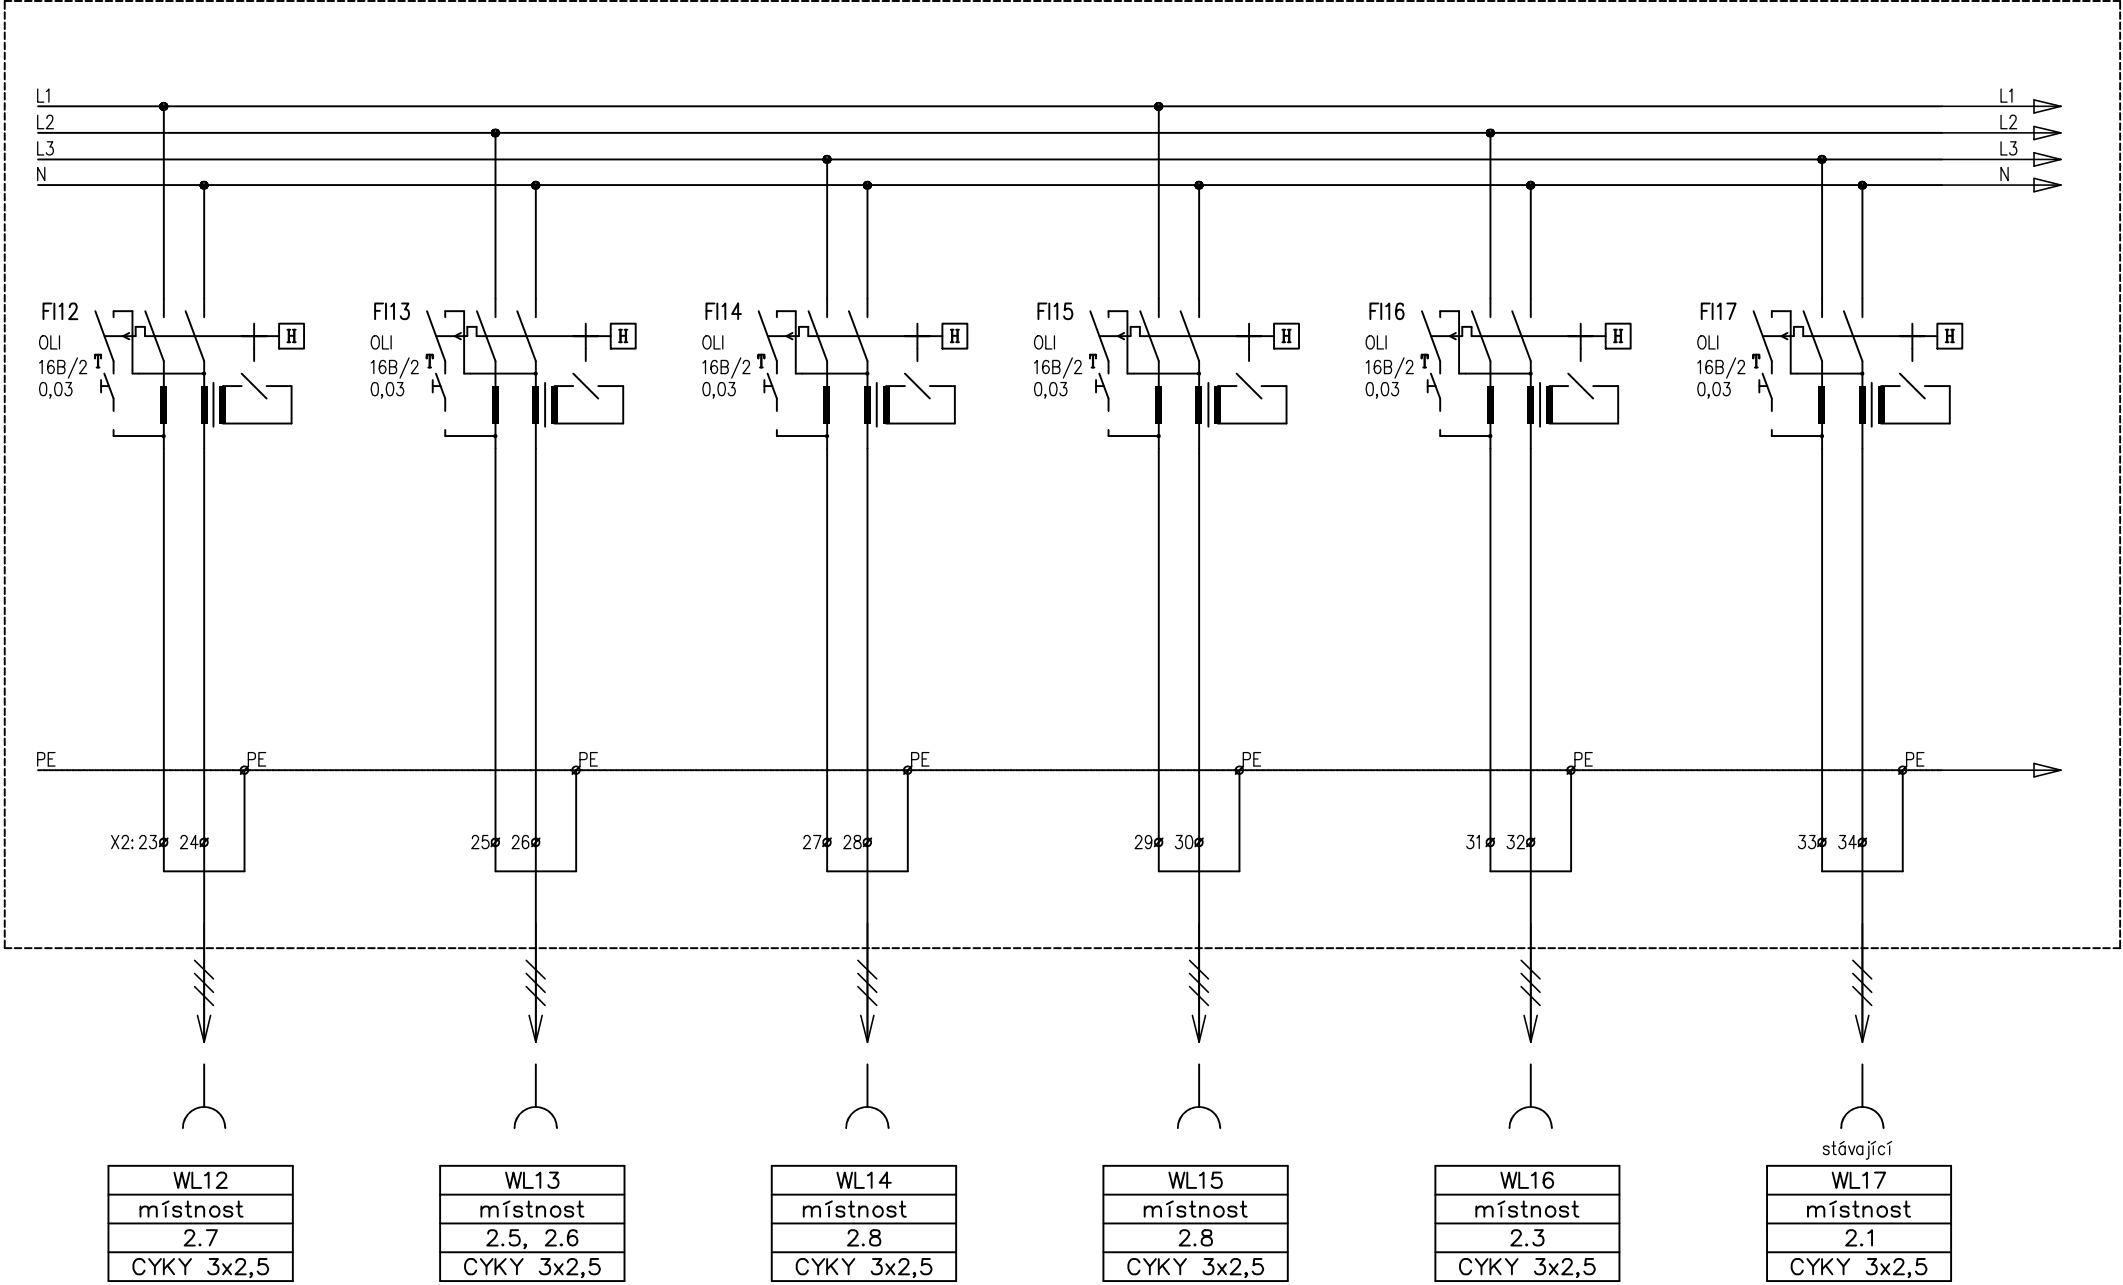 L1 L1
L2 L2
L3 L3
N N
FI12 FI13 FI14 FI15 FI16 FI17
H H H H H H
OLI OLI OLI OLI OLI OLI
16B/2 T 16B/2 T 16B/2 T 16B/2 T 16B/2 T 16B/2 T
0,03 0,03 0,03 0,03 0,03 0,03
PE PE PE PE PE PE PE
X2: 23 24 25 26 27 28 29 30 31 32 33 34
stávající
WL12 WL13 WL14 WL15 WL16 WL17
místnost místnost místnost místnost místnost místnost
2.7 2.5, 2.6 2.8 2.8 2.3 2.1
CYKY 3x2,5 CYKY 3x2,5 CYKY 3x2,5 CYKY 3x2,5 CYKY 3x2,5 CYKY 3x2,5